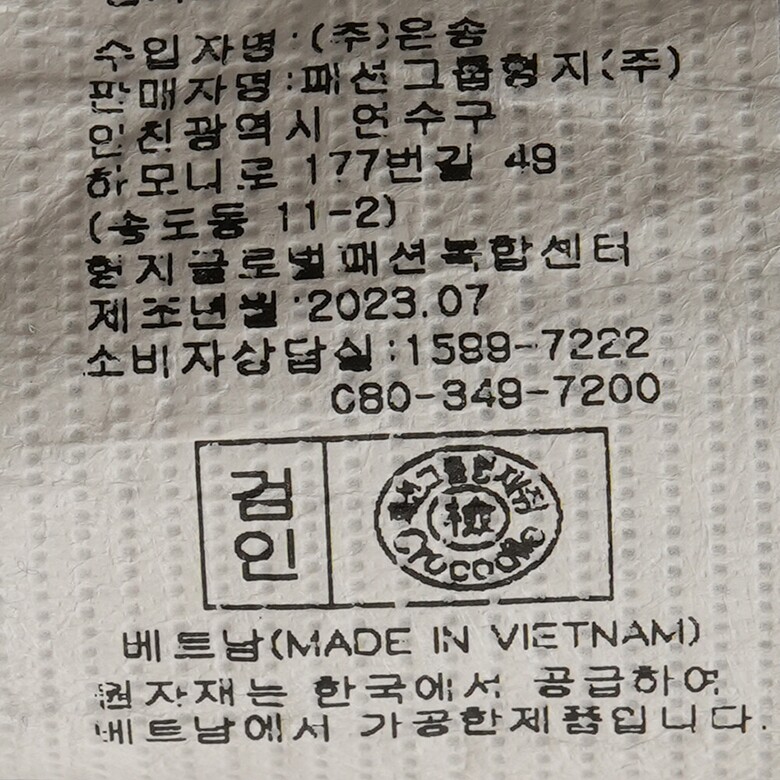 수입자명:(주)은송
판매자명:패션그룹형지(주)
인천광역시 연수구
하모니로 177번길 49
(송도동 11-2)
형지글로벌패션복합센터
제조년월:2023.07
소비자상담실:1589-7222
C80-349-7200
검인
檢
베트남(MADE IN VIETNAM)
원자재는 한국에서 공급하여
베트남에서 가공한제품입니다.